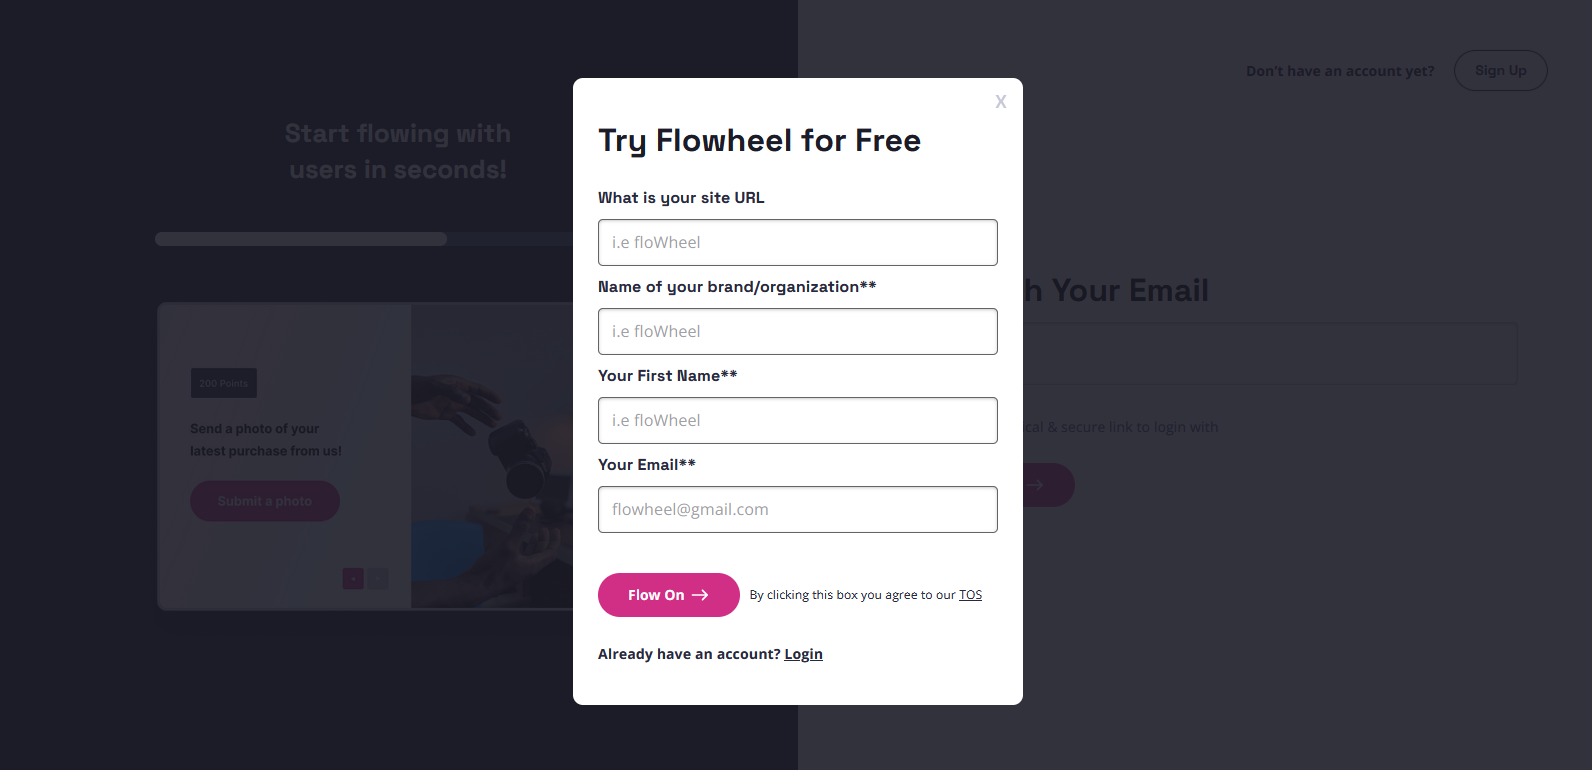 Don't have an account yet?
Sign Up
Start flowing with
users in seconds!
200 Points
Send a photo of your
latest purchase from us!
Submit a photo
X
Try Flowheel for Free
What is your site URL
i.e floWheel
Name of your brand/organization**
i.e floWheel
Your First Name**
i.e floWheel
Your Email**
flowheel@gmail.com
Flow On →
By clicking this box you agree to our TOS
Already have an account? Login
h Your Email
cal & secure link to login with